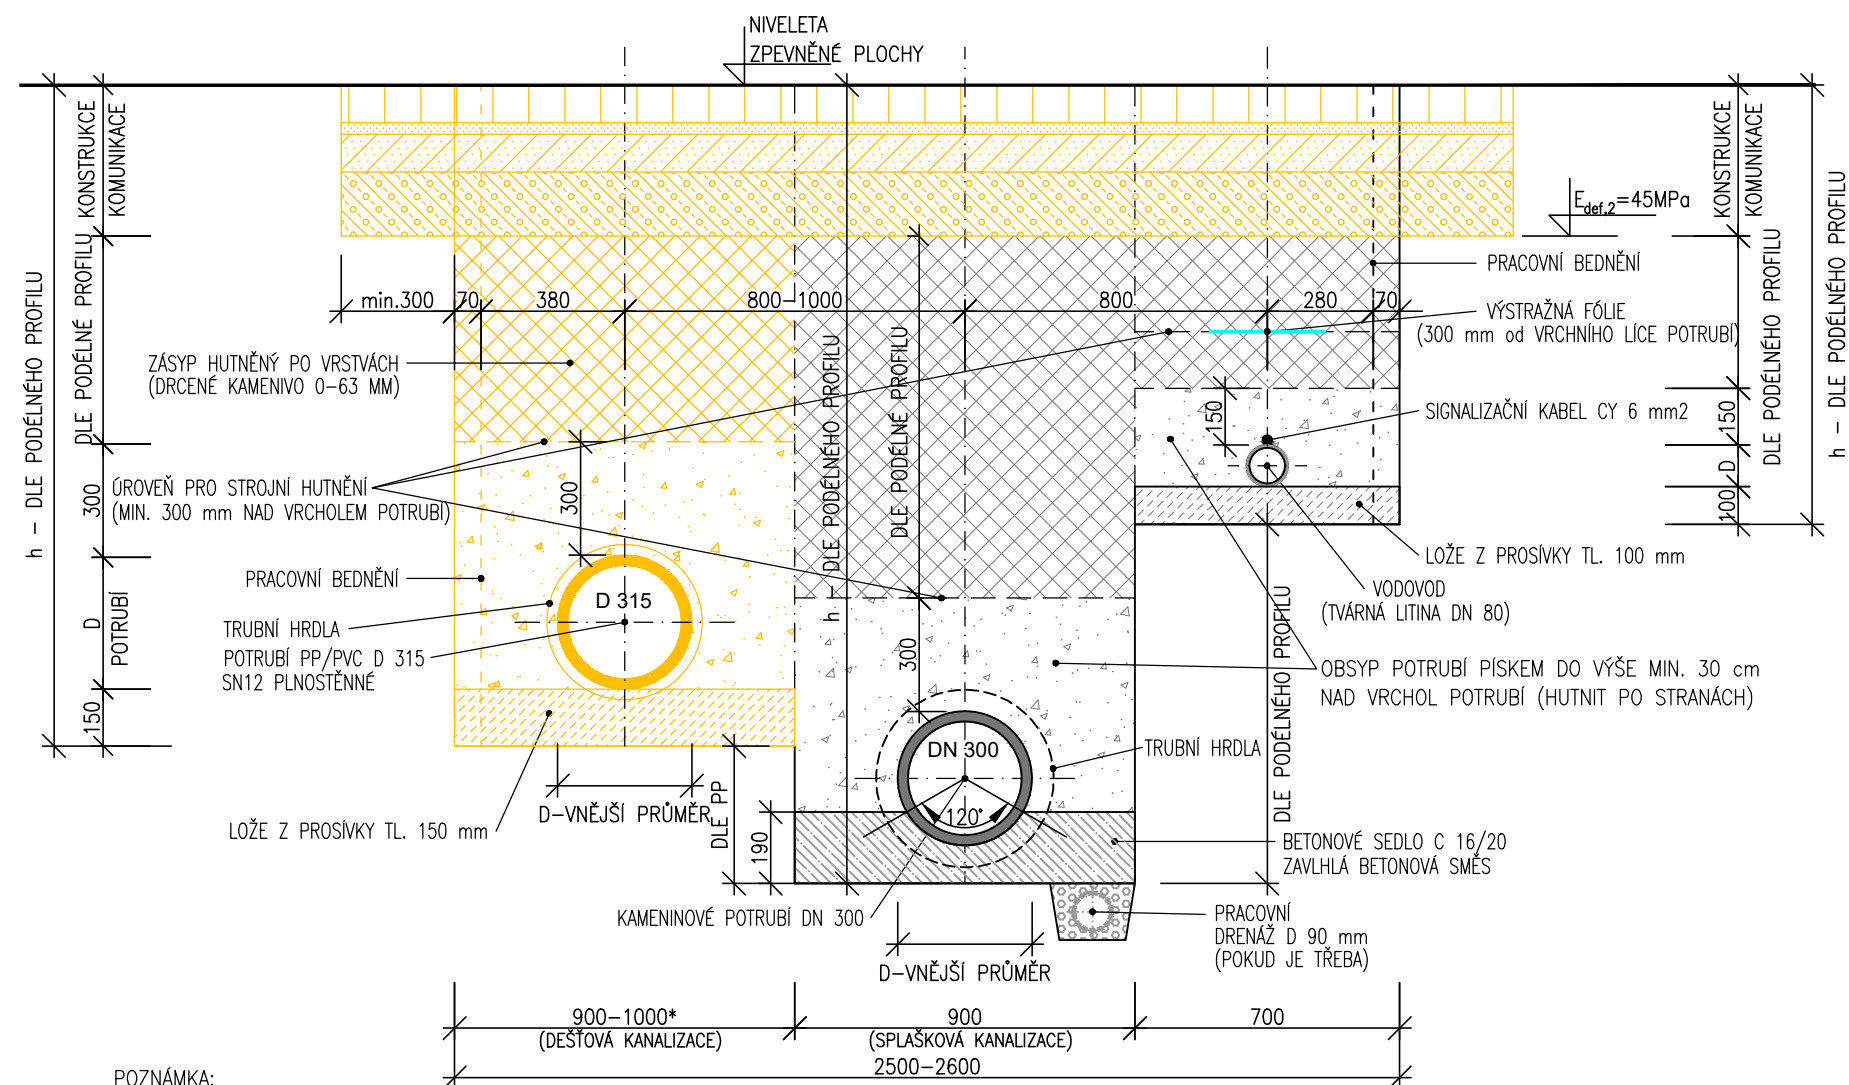 NIVELETA
ZPEVNĚNÉ PLOCHY
KONSTRUKCE
KOMUNIKACE
DLE PODÉLNÉ PROFILU
h - DLE PODÉLNÉHO PROFILU
300
D
POTRUBÍ
150
min.300
70
380
800-1000
800
280
70
ZÁSYP HUTNĚNÝ PO VRSTVÁCH
(DRCENÉ KAMENIVO 0-63 MM)
ÚROVEŇ PRO STROJNÍ HUTNĚNÍ
(MIN. 300 mm NAD VRCHOLEM POTRUBÍ)
PRACOVNÍ BEDNĚNÍ
TRUBNÍ HRDLA
POTRUBÍ PP/PVC D 315
SN12 PLNOSTĚNNÉ
LOŽE Z PROSÍVKY TL. 150 mm
300
D 315
D-VNĚJŠÍ PRŮMĚR
DLE PP
190
h - DLE PODÉLNÉHO PROFILU
DLE PODÉLNÉ PROFILU
300
DN 300
120°
KAMENINOVÉ POTRUBÍ DN 300
D-VNĚJŠÍ PRŮMĚR
Edef,2=45MPa
PRACOVNÍ BEDNĚNÍ
VÝSTRAŽNÁ FÓLIE
(300 mm od VRCHNÍHO LÍCE POTRUBÍ)
150
SIGNALIZAČNÍ KABEL CY 6 mm2
LOŽE Z PROSÍVKY TL. 100 mm
VODOVOD
(TVÁRNÁ LITINA DN 80)
OBSYP POTRUBÍ PÍSKEM DO VÝŠE MIN. 30 cm
NAD VRCHOL POTRUBÍ (HUTNIT PO STRANÁCH)
TRUBNÍ HRDLA
DLE PODÉLNÉHO PROFILU
BETONOVÉ SEDLO C 16/20
ZAVLHLÁ BETONOVÁ SMĚS
PRACOVNÍ
DRENÁŽ D 90 mm
(POKUD JE TŘEBA)
KONSTRUKCE
KOMUNIKACE
DLE PODÉLNÉHO PROFILU
150
D
100
h - DLE PODÉLNÉHO PROFILU
900-1000*
(DEŠŤOVÁ KANALIZACE)
900
(SPLAŠKOVÁ KANALIZACE)
700
2500-2600
POZNÁMKA: